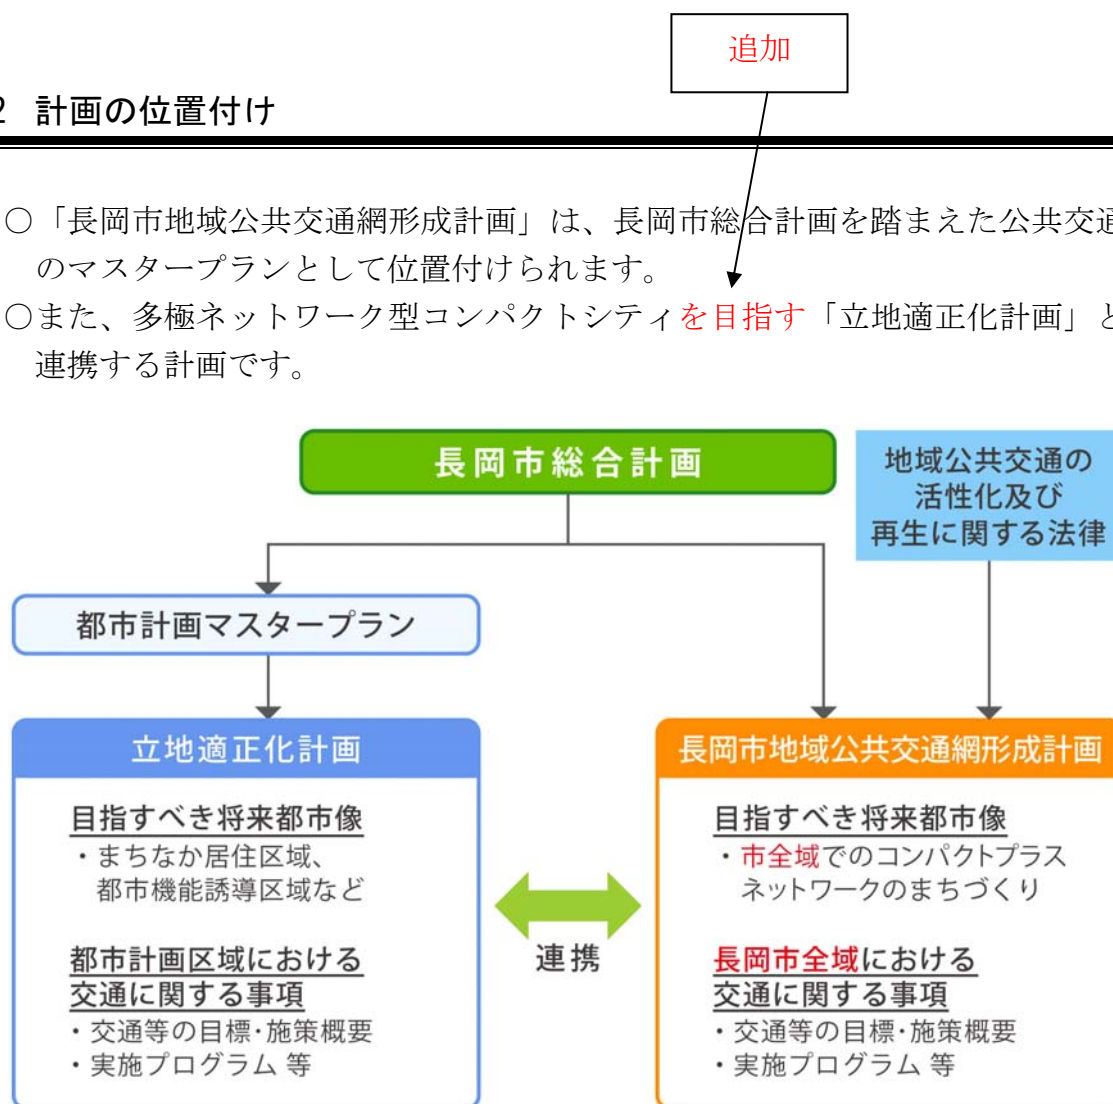 追加
2 計画の位置付け
○「長岡市地域公共交通網形成計画」は、長岡市総合計画を踏まえた公共交通
のマスタープランとして位置付けられます。
○また、多極ネットワーク型コンパクトシティを目指す「立地適正化計画」と
連携する計画です。
長岡市総合計画
地域公共交通の
活性化及び
再生に関する法律
都市計画マスタープラン
立地適正化計画
目指すべき将来都市像
・まちなか居住区域、
都市機能誘導区域など
都市計画区域における
交通に関する事項
・交通等の目標・施策概要
・実施プログラム 等
連携
長岡市地域公共交通網形成計画
目指すべき将来都市像
・市全域でのコンパクトプラス
ネットワークのまちづくり
長岡市全域における
交通に関する事項
・交通等の目標・施策概要
・実施プログラム 等